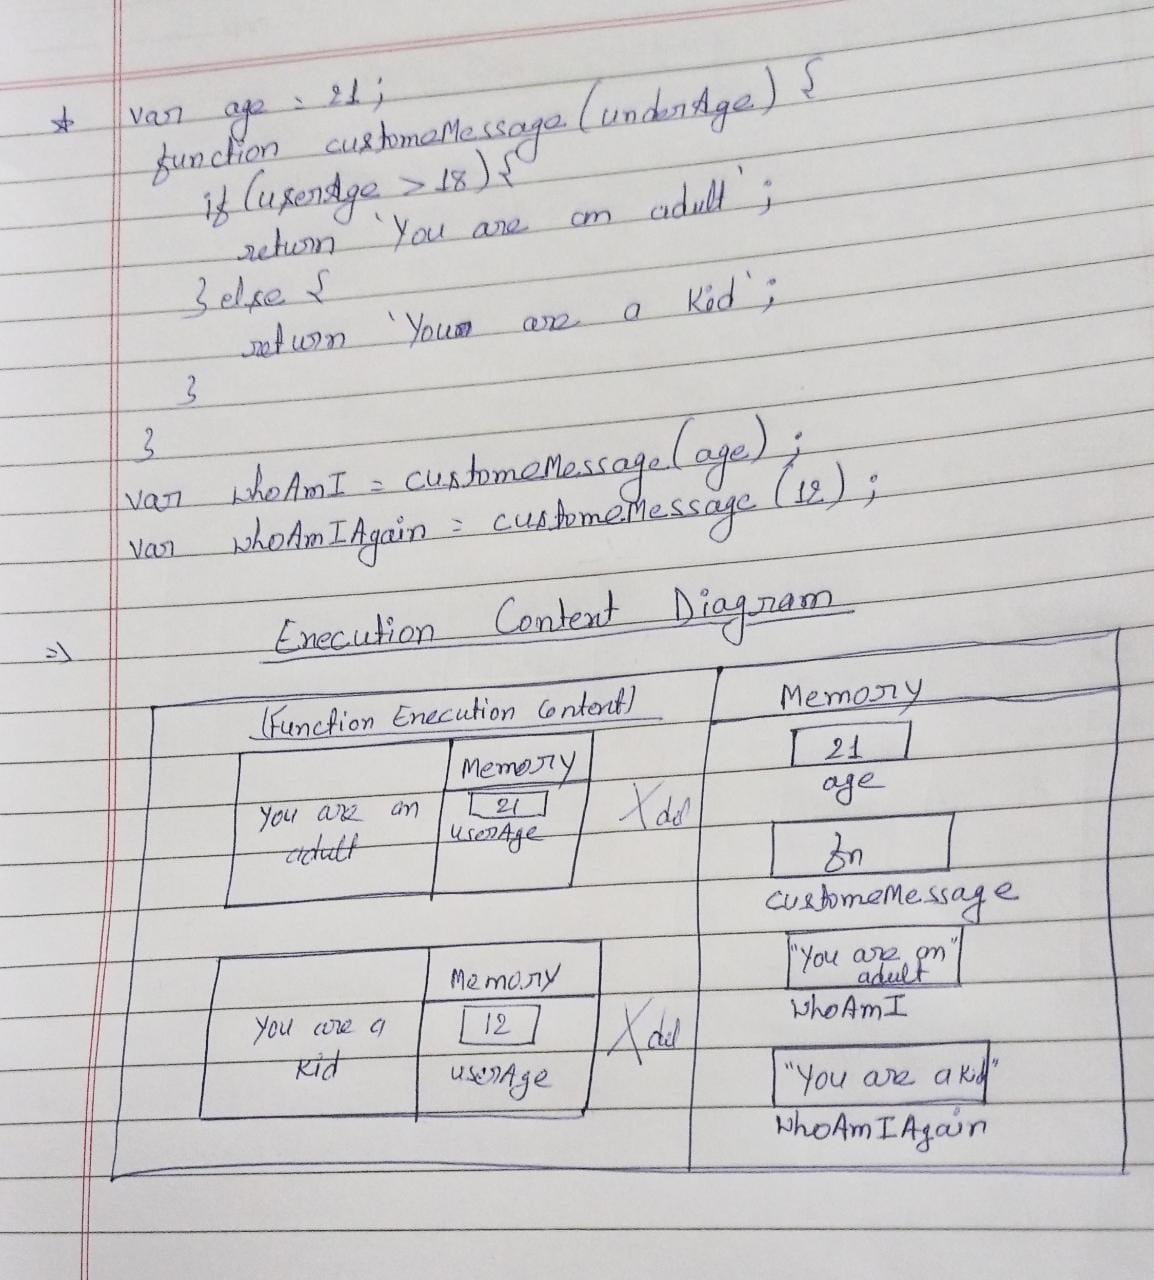 * var age = 21;
function customeMessage (underAge) {
if (userAge > 18) {
return 'You are an adult';
} else {
return 'You are a kid';
}
}
var whoAmI = customeMessage (age);
var whoAmIAgain = customeMessage (12);
=> Execution Context Diagram
(Function Execution Context)
Memory
Memory
21
You are an adult
21
userAge
X del
age
fn
customeMessage
"You are an adult"
whoAmI
Memory
You are a kid
12
userAge
X del
"You are a kid"
whoAmIAgain